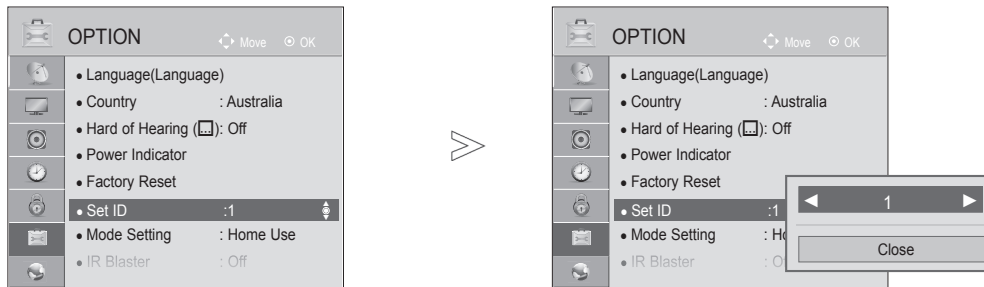 OPTION
Move OK
• Language(Language)
• Country : Australia
• Hard of Hearing (...): Off
• Power Indicator
• Factory Reset
• Set ID :1
• Mode Setting : Home Use
• IR Blaster : Off
OPTION
Move OK
• Language(Language)
• Country : Australia
• Hard of Hearing (...): Off
• Power Indicator
• Factory Reset
• Set ID :1
• Mode Setting : Ho
• IR Blaster : O
◀ 1 ▶
Close